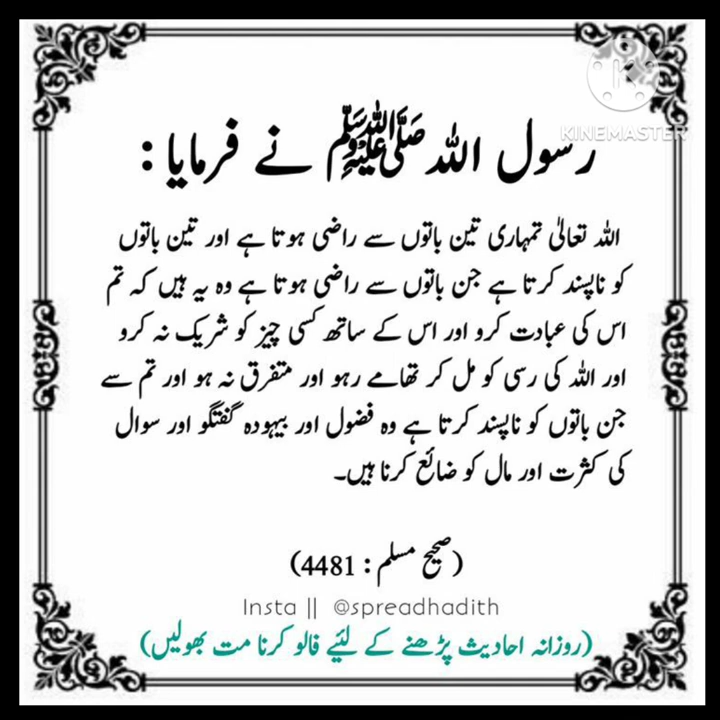 KINEMASTER
رسول اللہ ﷺ نے فرمایا :
اللہ تعالیٰ تمہاری تین باتوں سے راضی ہوتا ہے اور تین باتوں
کو ناپسند کرتا ہے جن باتوں سے راضی ہوتا ہے وہ یہ ہیں کہ تم
اس کی عبادت کرو اور اس کے ساتھ کسی چیز کو شریک نہ کرو
اور اللہ کی رسی کو مل کر تھامے رہو اور متفرق نہ ہو اور تم سے
جن باتوں کو ناپسند کرتا ہے وہ فضول اور بیہودہ گفتگو اور سوال
کی کثرت اور مال کو ضائع کرنا ہیں۔
(صحیح مسلم : 4481)
Insta || @spreadhadith
(روزانہ احادیث پڑھنے کے لئیے فالو کرنا مت بھولیں)